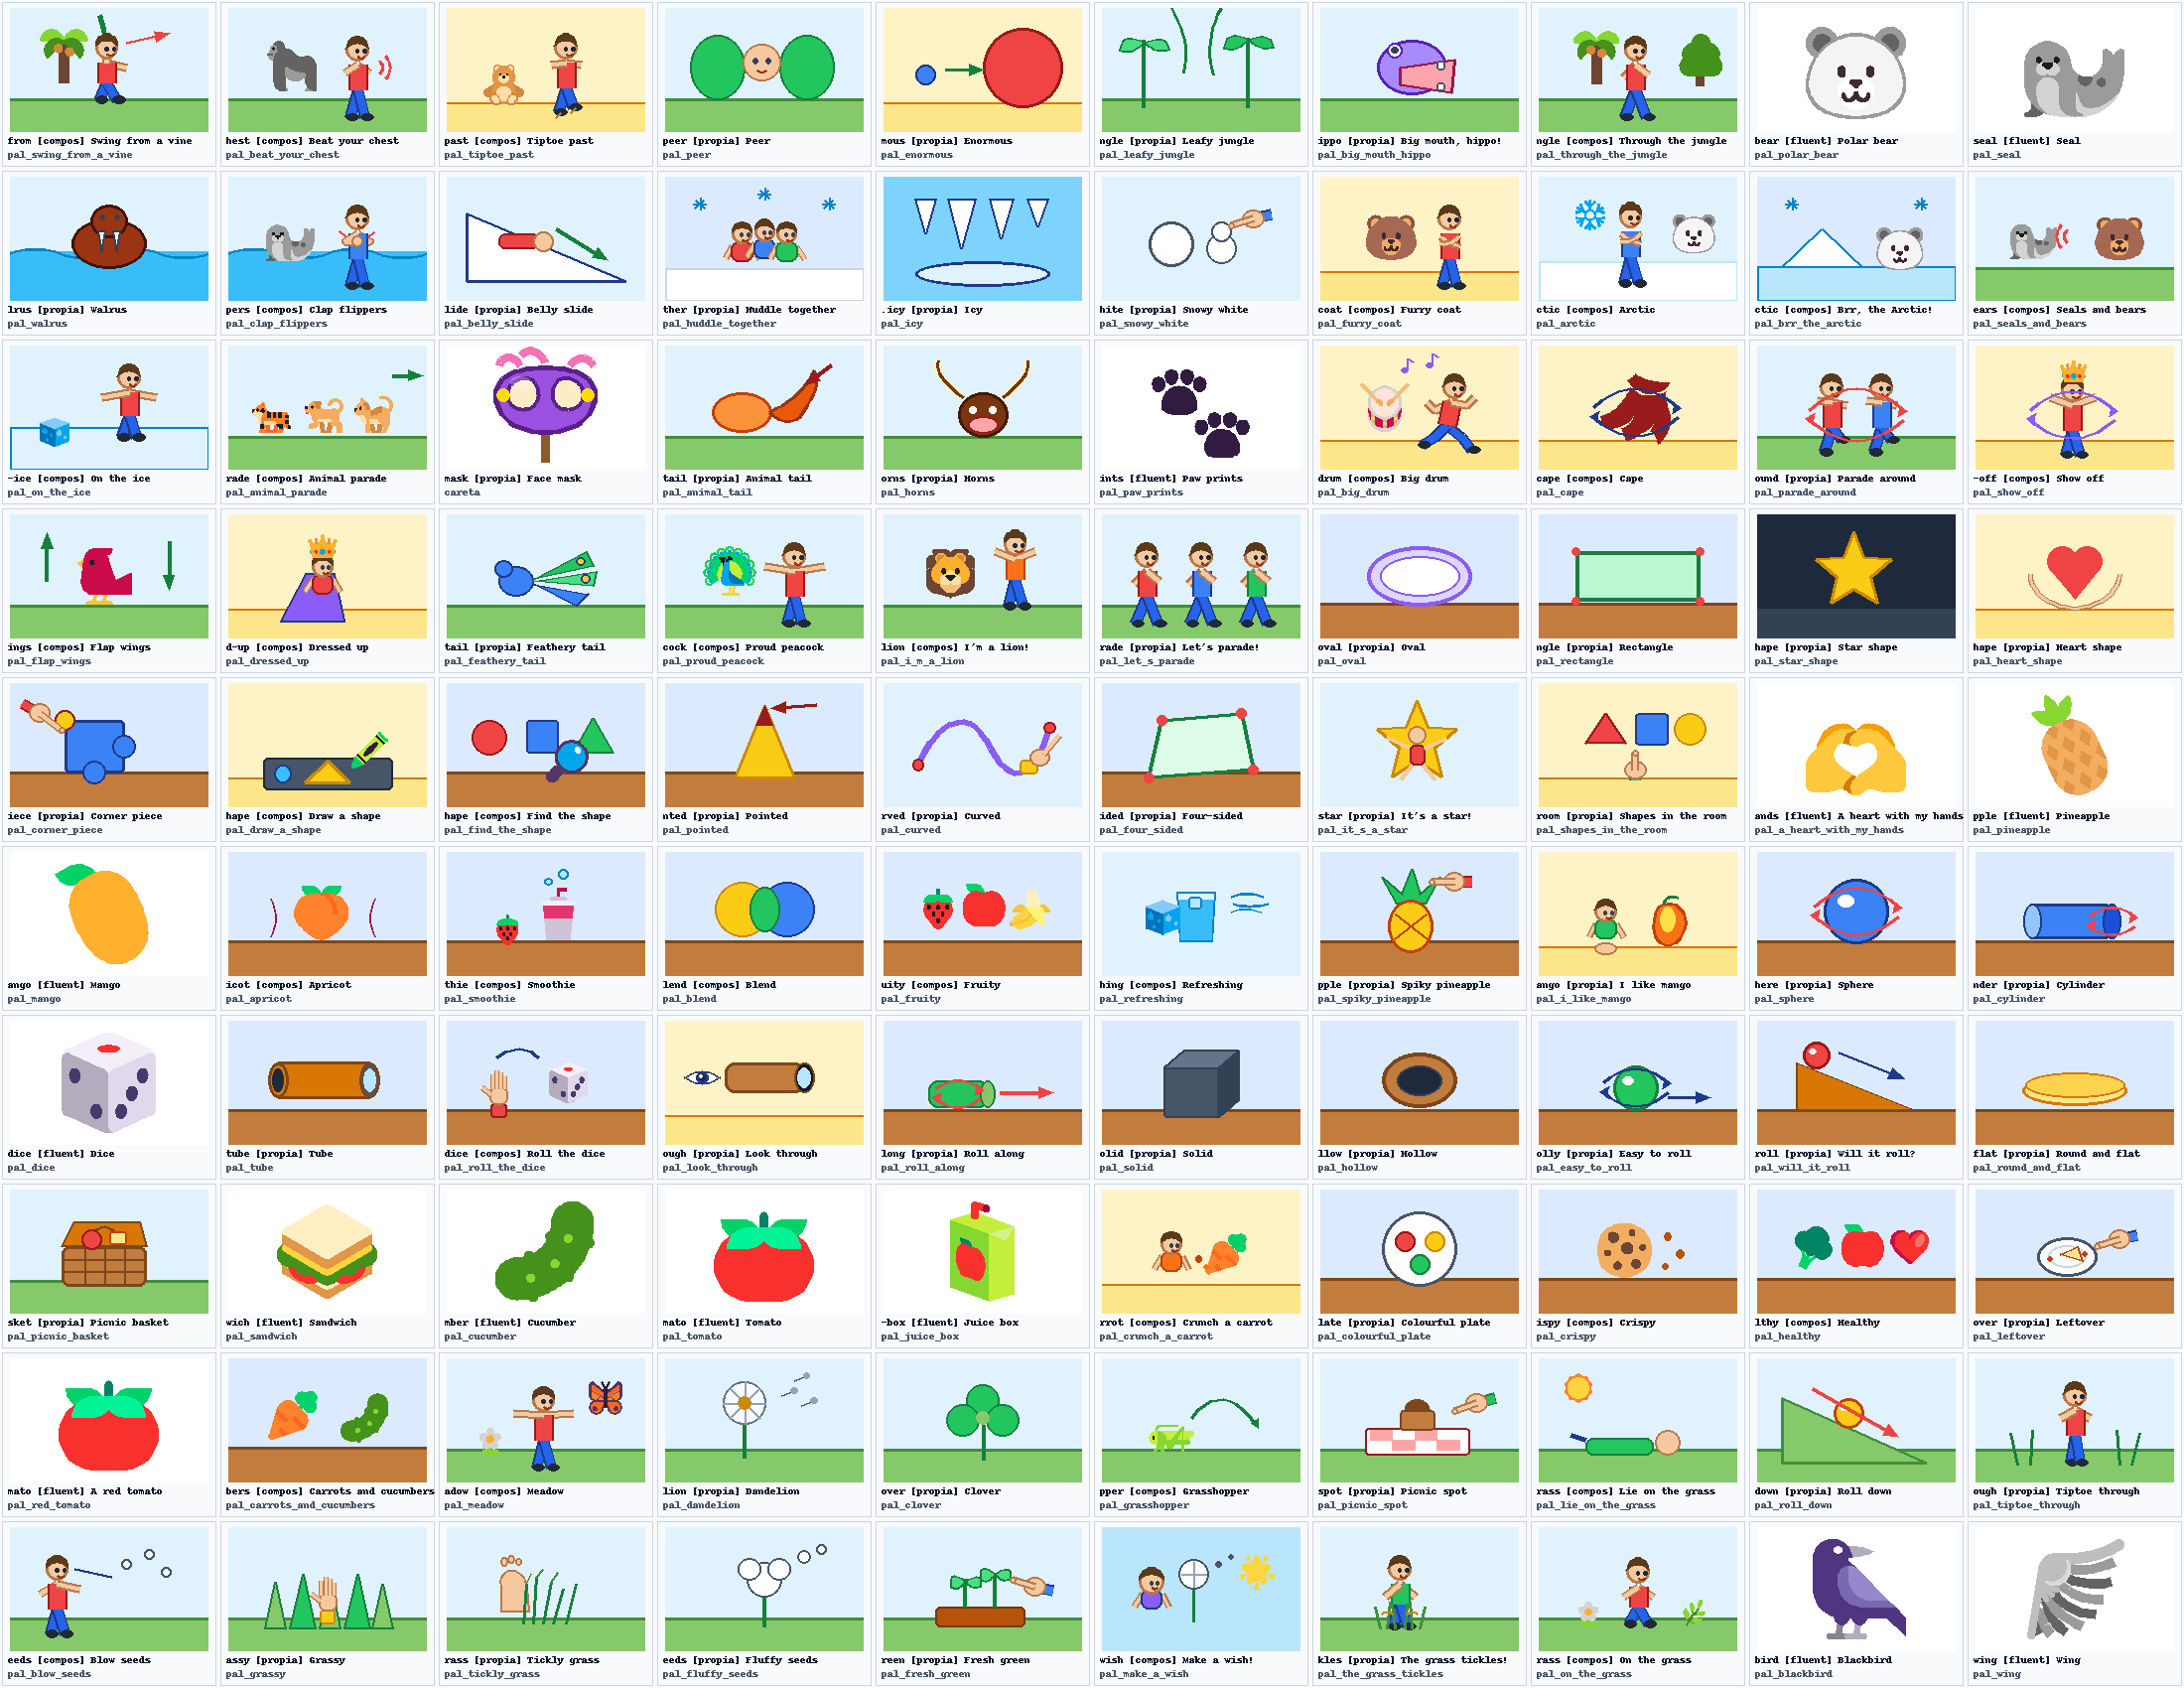 from [compos] Swing from a vine
pal_swing_from_a_vine
hest [compos] Beat your chest
pal_beat_your_chest
past [compos] Tiptoe past
pal_tiptoe_past
peer [propia] Peer
pal_peer
mous [propia] Enormous
pal_enormous
ngle [propia] Leafy jungle
pal_leafy_jungle
ippo [propia] Big mouth, hippo!
pal_big_mouth_hippo
ngle [compos] Through the jungle
pal_through_the_jungle
bear [fluent] Polar bear
pal_polar_bear
seal [fluent] Seal
pal_seal
lrus [propia] Walrus
pal_walrus
pers [compos] Clap flippers
pal_clap_flippers
lide [propia] Belly slide
pal_belly_slide
ther [propia] Huddle together
pal_huddle_together
.icy [propia] Icy
pal_icy
hite [propia] Snowy white
pal_snowy_white
coat [compos] Furry coat
pal_furry_coat
ctic [compos] Arctic
pal_arctic
ctic [compos] Brr, the Arctic!
pal_brr_the_arctic
ears [compos] Seals and bears
pal_seals_and_bears
-ice [compos] On the ice
pal_on_the_ice
rade [compos] Animal parade
pal_animal_parade
mask [propia] Face mask
careta
tail [propia] Animal tail
pal_animal_tail
orns [propia] Horns
pal_horns
ints [fluent] Paw prints
pal_paw_prints
drum [compos] Big drum
pal_big_drum
cape [compos] Cape
pal_cape
ound [propia] Parade around
pal_parade_around
-off [compos] Show off
pal_show_off
ings [compos] Flap wings
pal_flap_wings
d-up [compos] Dressed up
pal_dressed_up
tail [propia] Feathery tail
pal_feathery_tail
cock [compos] Proud peacock
pal_proud_peacock
lion [compos] I'm a lion!
pal_i_m_a_lion
rade [propia] Let's parade!
pal_let_s_parade
oval [propia] Oval
pal_oval
ngle [propia] Rectangle
pal_rectangle
hape [propia] Star shape
pal_star_shape
hape [propia] Heart shape
pal_heart_shape
iece [propia] Corner piece
pal_corner_piece
hape [compos] Draw a shape
pal_draw_a_shape
hape [compos] Find the shape
pal_find_the_shape
nted [propia] Pointed
pal_pointed
rved [propia] Curved
pal_curved
ided [propia] Four-sided
pal_four_sided
star [propia] It's a star!
pal_it_s_a_star
room [propia] Shapes in the room
pal_shapes_in_the_room
ands [fluent] A heart with my hands
pal_a_heart_with_my_hands
pple [fluent] Pineapple
pal_pineapple
ango [fluent] Mango
pal_mango
icot [compos] Apricot
pal_apricot
thie [compos] Smoothie
pal_smoothie
lend [compos] Blend
pal_blend
uity [compos] Fruity
pal_fruity
hing [compos] Refreshing
pal_refreshing
pple [propia] Spiky pineapple
pal_spiky_pineapple
ango [propia] I like mango
pal_i_like_mango
here [propia] Sphere
pal_sphere
nder [propia] Cylinder
pal_cylinder
dice [fluent] Dice
pal_dice
tube [propia] Tube
pal_tube
dice [compos] Roll the dice
pal_roll_the_dice
ough [propia] Look through
pal_look_through
long [propia] Roll along
pal_roll_along
olid [propia] Solid
pal_solid
llow [propia] Hollow
pal_hollow
olly [propia] Easy to roll
pal_easy_to_roll
roll [propia] Will it roll?
pal_will_it_roll
flat [propia] Round and flat
pal_round_and_flat
sket [propia] Picnic basket
pal_picnic_basket
wich [fluent] Sandwich
pal_sandwich
mber [fluent] Cucumber
pal_cucumber
mato [fluent] Tomato
pal_tomato
-box [fluent] Juice box
pal_juice_box
rrot [compos] Crunch a carrot
pal_crunch_a_carrot
late [propia] Colourful plate
pal_colourful_plate
ispy [compos] Crispy
pal_crispy
lthy [compos] Healthy
pal_healthy
over [propia] Leftover
pal_leftover
mato [fluent] A red tomato
pal_red_tomato
bers [compos] Carrots and cucumbers
pal_carrots_and_cucumbers
adow [compos] Meadow
pal_meadow
lion [propia] Dandelion
pal_dandelion
over [propia] Clover
pal_clover
pper [compos] Grasshopper
pal_grasshopper
spot [propia] Picnic spot
pal_picnic_spot
rass [compos] Lie on the grass
pal_lie_on_the_grass
down [propia] Roll down
pal_roll_down
ough [propia] Tiptoe through
pal_tiptoe_through
eeds [compos] Blow seeds
pal_blow_seeds
assy [propia] Grassy
pal_grassy
rass [propia] Tickly grass
pal_tickly_grass
eeds [propia] Fluffy seeds
pal_fluffy_seeds
reen [propia] Fresh green
pal_fresh_green
wish [compos] Make a wish!
pal_make_a_wish
kles [propia] The grass tickles!
pal_the_grass_tickles
rass [compos] On the grass
pal_on_the_grass
bird [fluent] Blackbird
pal_blackbird
wing [fluent] Wing
pal_wing